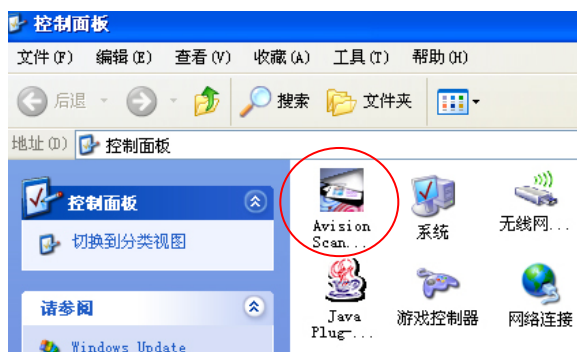 控制面板
文件(F) 编辑(E) 查看(V) 收藏(A) 工具(T) 帮助(H)
后退 搜索 文件夹
地址(D) 控制面板
控制面板
切换到分类视图
请参阅
Windows Update
Avision Scan...
系统
无线网...
Java Plug-...
游戏控制器
网络连接